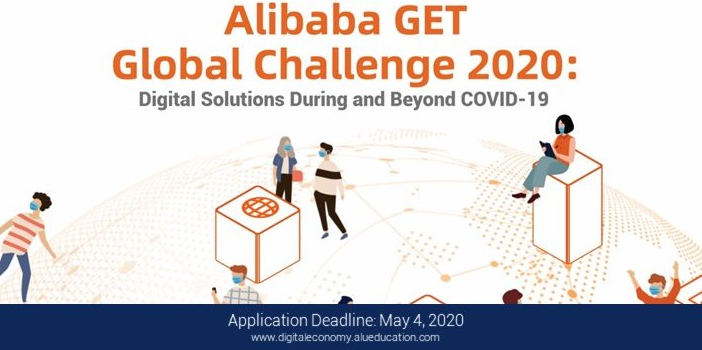 Alibaba GET
Global Challenge 2020:
Digital Solutions During and Beyond COVID-19
Application Deadline: May 4, 2020
www.digitaleconomy.alueducation.com